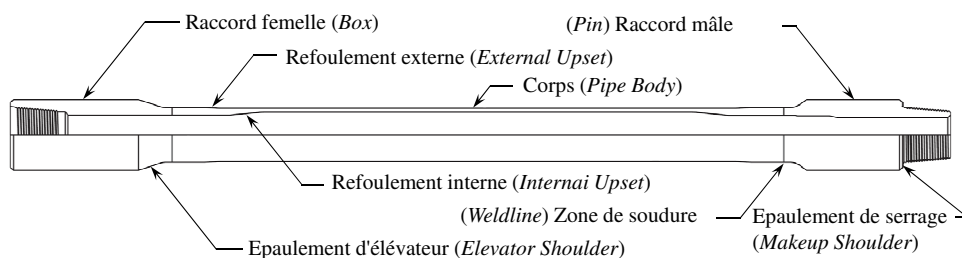 Raccord femelle (Box)
(Pin) Raccord mâle
Refoulement externe (External Upset)
Corps (Pipe Body)
Refoulement interne (Internai Upset)
(Weldline) Zone de soudure
Epaulement de serrage
(Makeup Shoulder)
Epaulement d'élévateur (Elevator Shoulder)